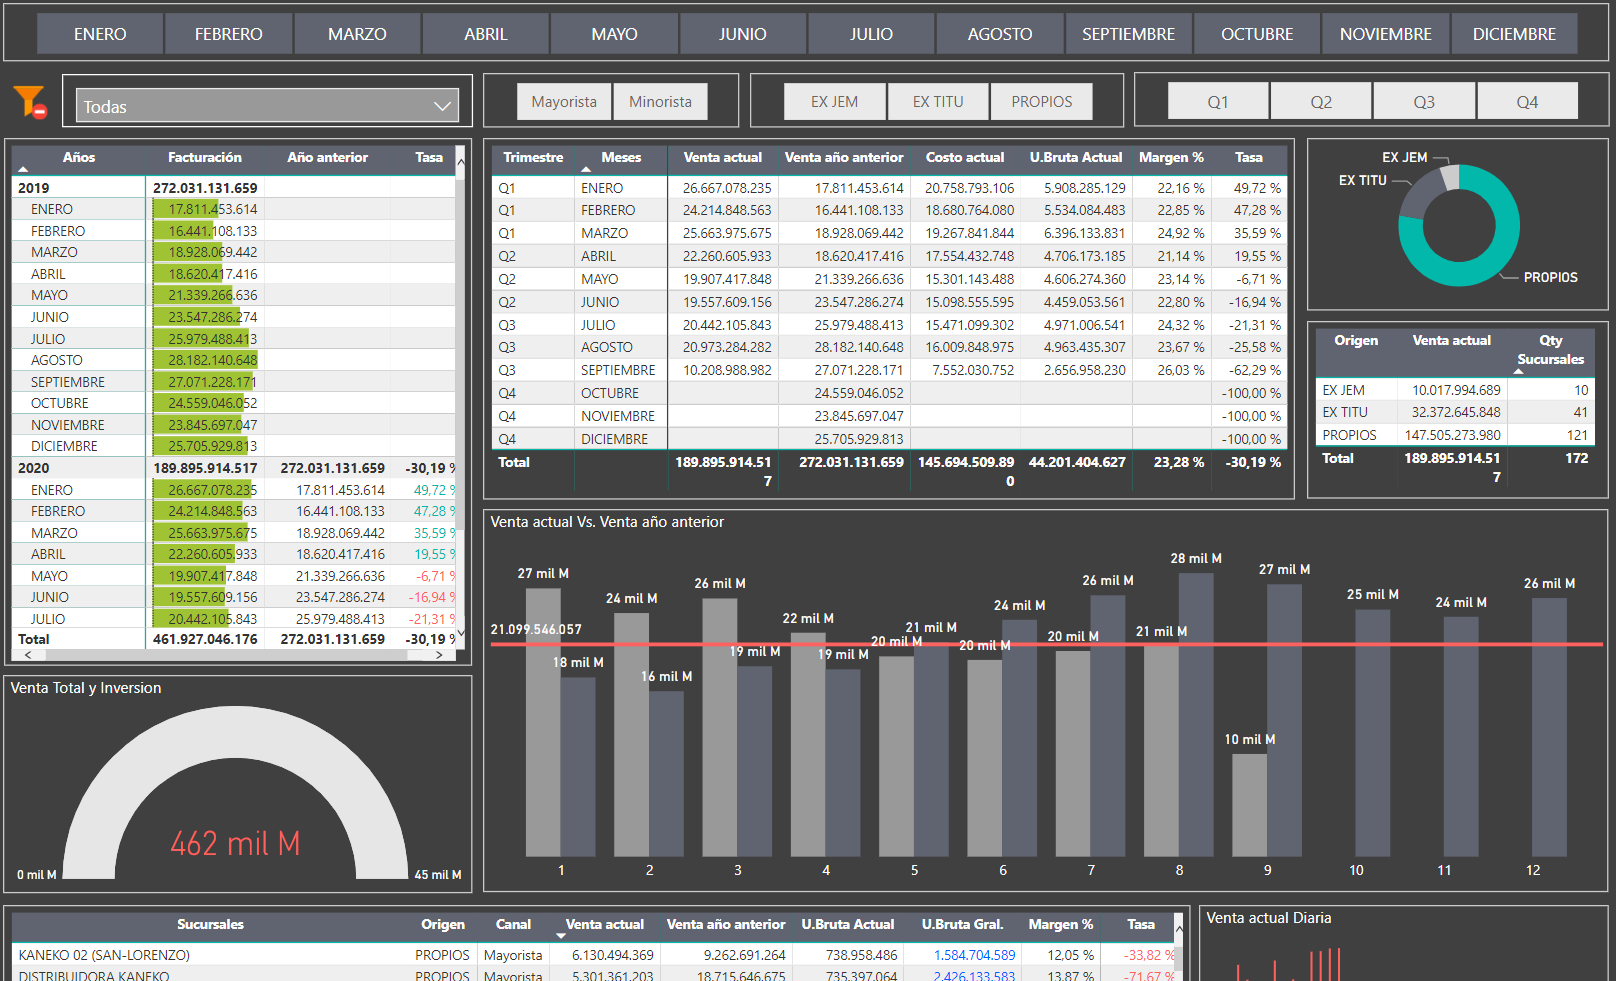 ENERO FEBRERO MARZO ABRIL MAYO JUNIO JULIO AGOSTO SEPTIEMBRE OCTUBRE NOVIEMBRE DICIEMBRE
Todas
Mayorista Minorista
EX JEM EX TITU PROPIOS
Q1 Q2 Q3 Q4
Años Facturación Año anterior Tasa
2019 272.031.131.659
ENERO 17.811.453.614
FEBRERO 16.441.108.133
MARZO 18.928.069.442
ABRIL 18.620.417.416
MAYO 21.339.266.636
JUNIO 23.547.286.274
JULIO 25.979.488.413
AGOSTO 28.182.140.648
SEPTIEMBRE 27.071.228.171
OCTUBRE 24.559.046.052
NOVIEMBRE 23.845.697.047
DICIEMBRE 25.705.929.813
2020 189.895.914.517 272.031.131.659 -30,19 %
ENERO 26.667.078.235 17.811.453.614 49,72 %
FEBRERO 24.214.848.563 16.441.108.133 47,28 %
MARZO 25.663.975.675 18.928.069.442 35,59 %
ABRIL 22.260.605.933 18.620.417.416 19,55 %
MAYO 19.907.417.848 21.339.266.636 -6,71 %
JUNIO 19.557.609.156 23.547.286.274 -16,94 %
JULIO 20.442.105.843 25.979.488.413 -21,31 %
Total 461.927.046.176 272.031.131.659 -30,19 %
Trimestre Meses Venta actual Venta año anterior Costo actual U.Bruta Actual Margen % Tasa
Q1 ENERO 26.667.078.235 17.811.453.614 20.758.793.106 5.908.285.129 22,16 % 49,72 %
Q1 FEBRERO 24.214.848.563 16.441.108.133 18.680.764.080 5.534.084.483 22,85 % 47,28 %
Q1 MARZO 25.663.975.675 18.928.069.442 19.267.841.844 6.396.133.831 24,92 % 35,59 %
Q2 ABRIL 22.260.605.933 18.620.417.416 17.554.432.748 4.706.173.185 21,14 % 19,55 %
Q2 MAYO 19.907.417.848 21.339.266.636 15.301.143.488 4.606.274.360 23,14 % -6,71 %
Q2 JUNIO 19.557.609.156 23.547.286.274 15.098.555.595 4.459.053.561 22,80 % -16,94 %
Q3 JULIO 20.442.105.843 25.979.488.413 15.471.099.302 4.971.006.541 24,32 % -21,31 %
Q3 AGOSTO 20.973.284.282 28.182.140.648 16.009.848.975 4.963.435.307 23,67 % -25,58 %
Q3 SEPTIEMBRE 10.208.988.982 27.071.228.171 7.552.030.752 2.656.958.230 26,03 % -62,29 %
Q4 OCTUBRE 24.559.046.052 -100,00 %
Q4 NOVIEMBRE 23.845.697.047 -100,00 %
Q4 DICIEMBRE 25.705.929.813 -100,00 %
Total 189.895.914.51 272.031.131.659 145.694.509.89 44.201.404.627 23,28 % -30,19 %
7 0
EX JEM
EX TITU
PROPIOS
Origen Venta actual Qty
Sucursales
EX JEM 10.017.994.689 10
EX TITU 32.372.645.848 41
PROPIOS 147.505.273.980 121
Total 189.895.914.51 172
7
Venta actual Vs. Venta año anterior
27 mil M 18 mil M 24 mil M 16 mil M 26 mil M 19 mil M 22 mil M 19 mil M 20 mil M 21 mil M 20 mil M 24 mil M 20 mil M 26 mil M 21 mil M 28 mil M 10 mil M 27 mil M 25 mil M 24 mil M 26 mil M
21.099.546.057
1 2 3 4 5 6 7 8 9 10 11 12
Venta Total y Inversion
462 mil M
0 mil M 45 mil M
Sucursales Origen Canal Venta actual Venta año anterior U.Bruta Actual U.Bruta Gral. Margen % Tasa
KANEKO 02 (SAN-LORENZO) PROPIOS Mayorista 6.130.494.369 9.262.691.264 738.958.486 1.584.704.589 12,05 % -33,82 %
DISTRIBUIDORA KANEKO PROPIOS Mayorista 5.301.361.203 18.715.646.675 735.397.064 2.426.133.583 13,87 % -71,67 %
Venta actual Diaria